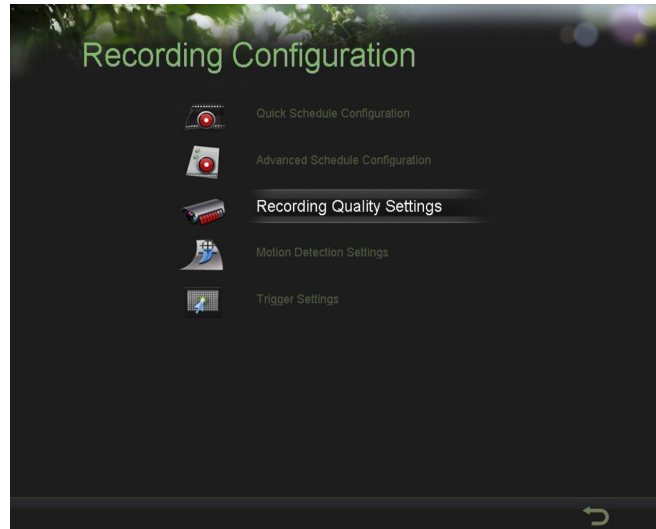 Recording Configuration
Quick Schedule Configuration
Advanced Schedule Configuration
Recording Quality Settings
Motion Detection Settings
Trigger Settings